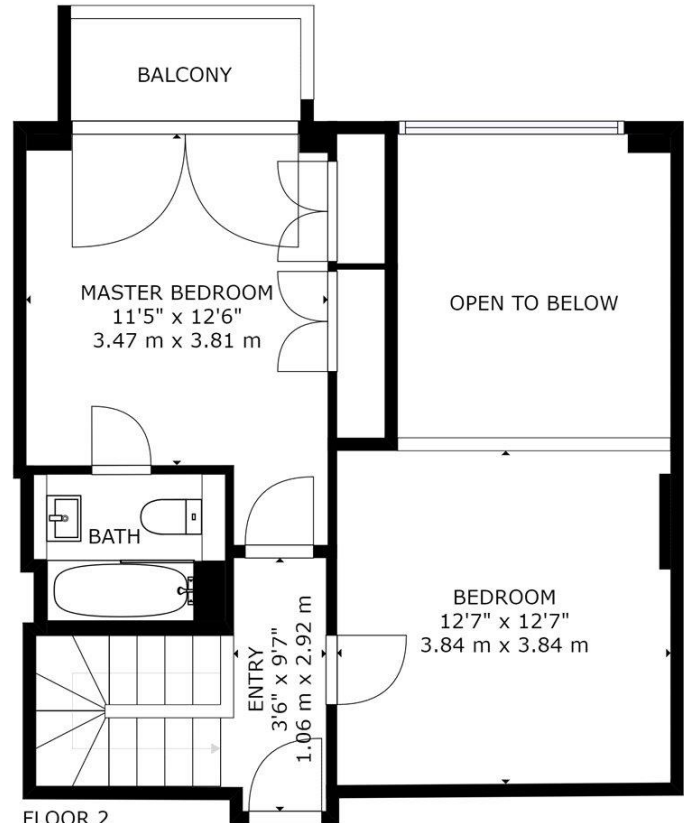 BALCONY
MASTER BEDROOM
11'5" x 12'6"
3.47 m x 3.81 m
OPEN TO BELOW
BATH
BEDROOM
12'7" x 12'7"
3.84 m x 3.84 m
ENTRY
3'6" x 9'7"
1.06 m x 2.92 m
FLOOR 2